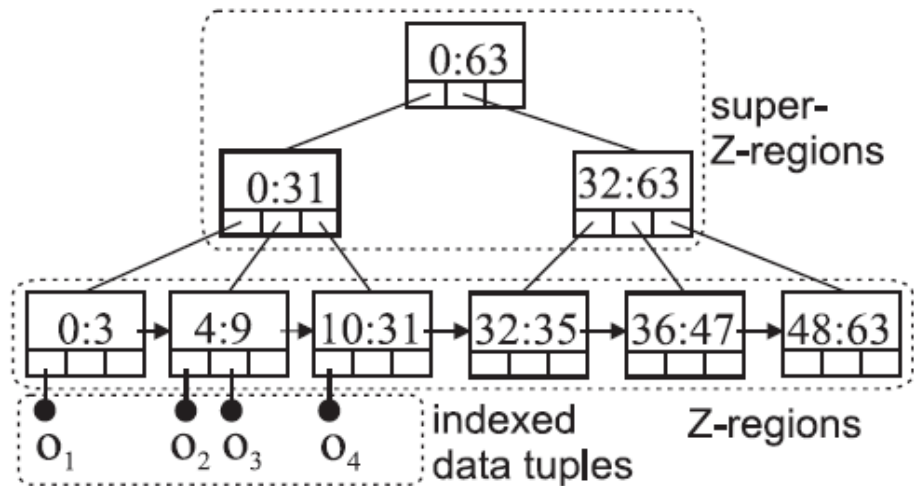 0:63
super-
Z-regions
0:31
32:63
0:3
4:9
10:31
32:35
36:47
48:63
o₁
o₂
o₃
o₄
indexed
data tuples
Z-regions